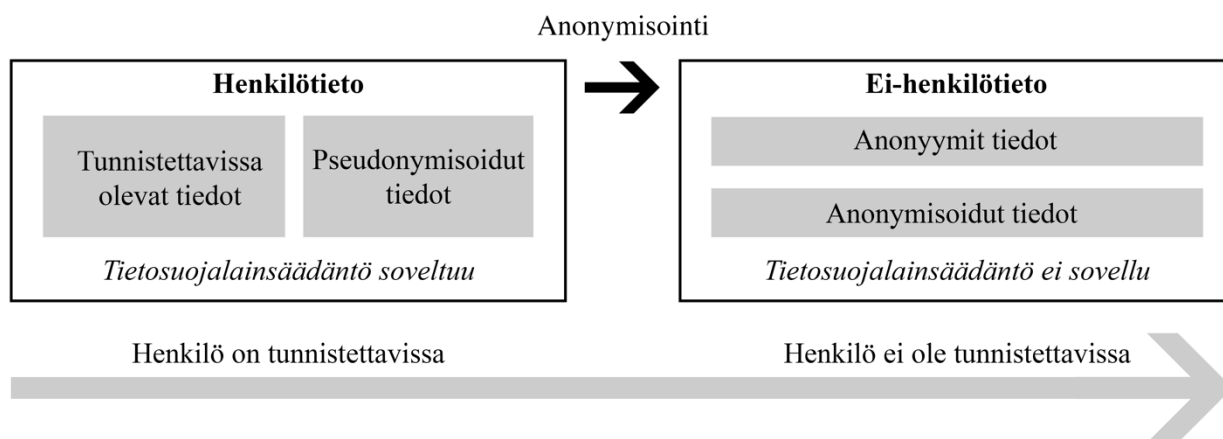 Anonymisointi
Henkilötieto
Tunnistettavissa
olevat tiedot
Pseudonymisoidut
tiedot
Tietosuojalainsäädäntö soveltuu
Ei-henkilötieto
Anonyymit tiedot
Anonymisoidut tiedot
Tietosuojalainsäädäntö ei sovellu
Henkilö on tunnistettavissa
Henkilö ei ole tunnistettavissa